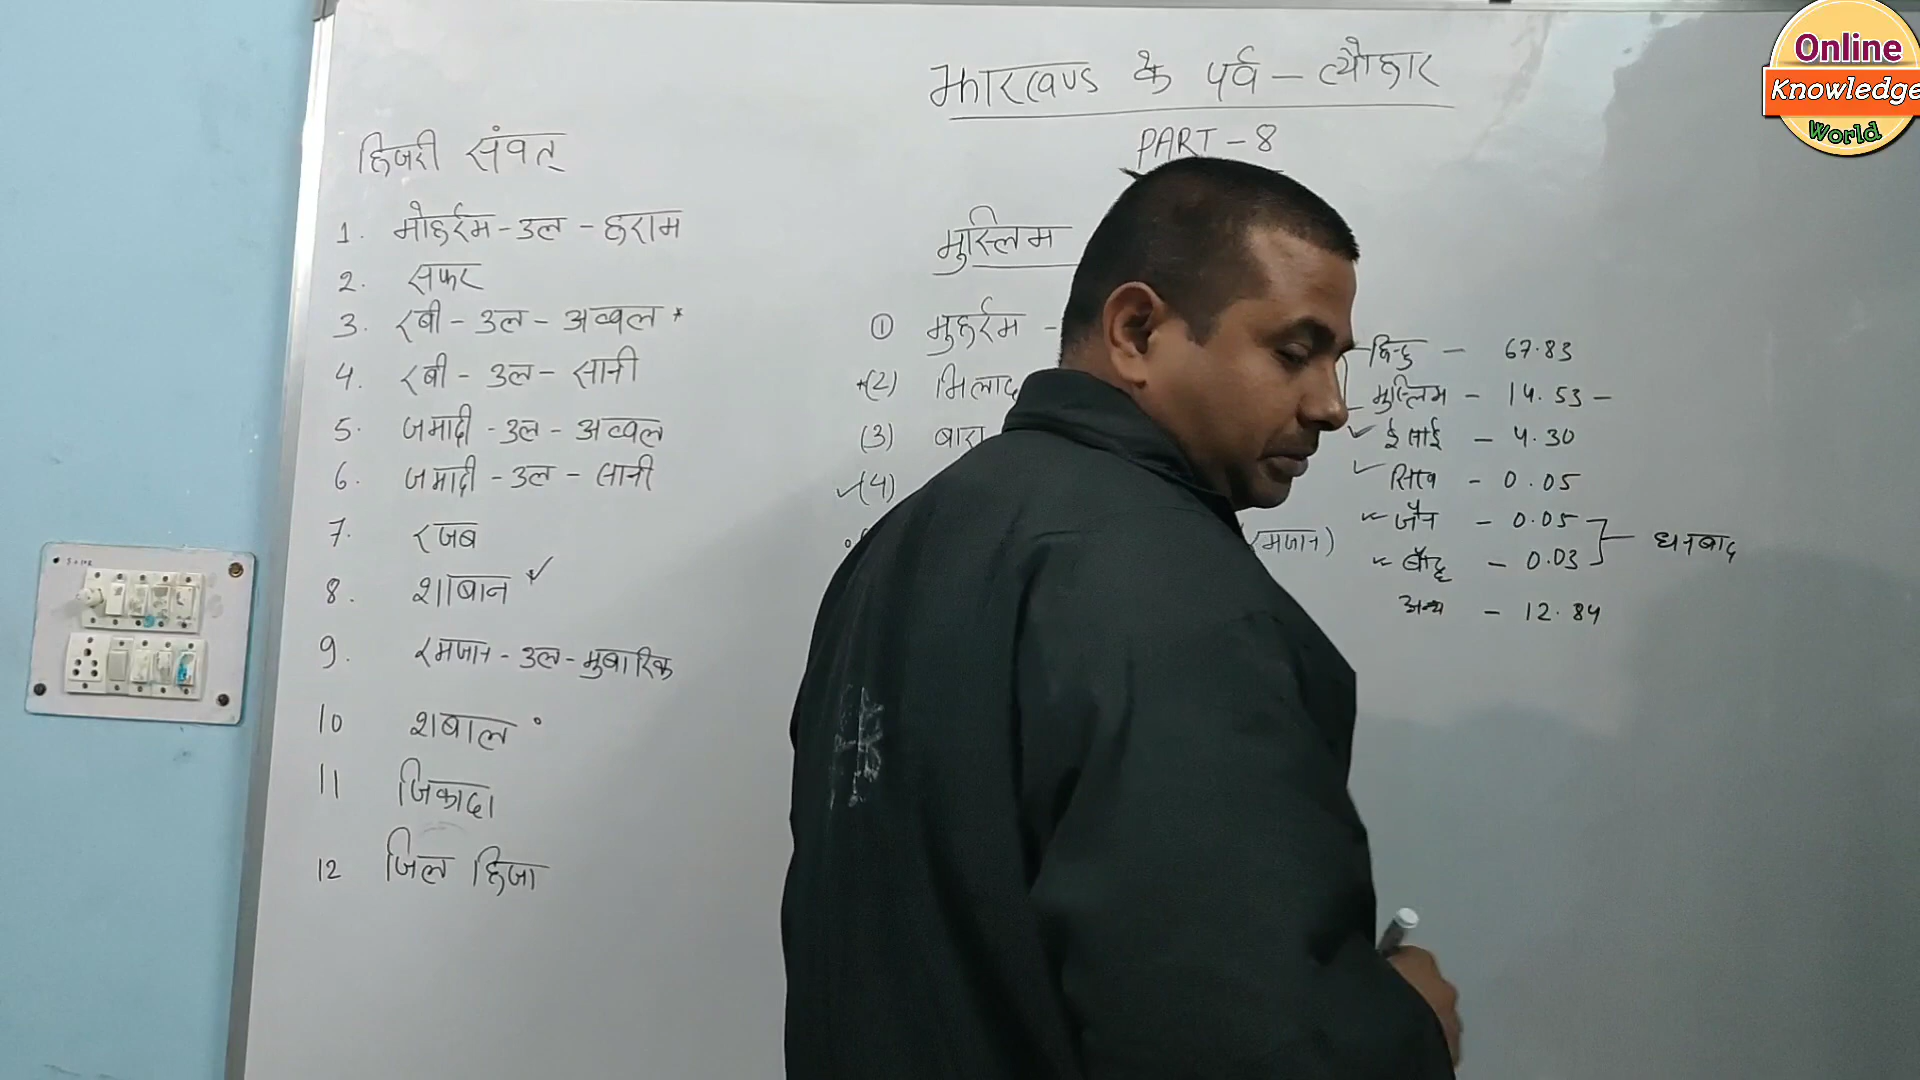 Online
Knowledge
World
झारखण्ड के पर्व - त्यौहार
PART - 8
हिजरी संवत्
1. मोहर्रम - उल - हराम
2. सफर
3. रबी - उल - अव्वल *
4. रबी - उल - सानी
5. जमादी - उल - अव्वल
6. जमादी - उल - सानी
7. रजब
8. शाबान ✓
9. रमजान - उल - मुबारिक
10 शबाल
11 जिकादा
12 जिल हिजा
मुस्लिम
① मुहर्रम -
(2) मिलाद
(3) बारा
✓(4)
रमजान)
हिन्दु - 67.83
मुस्लिम - 14.53 -
✓ ईसाई - 4.30
✓ सिख - 0.05
जैन - 0.05
बौद्ध - 0.03
धनबाद
अन्य - 12.84